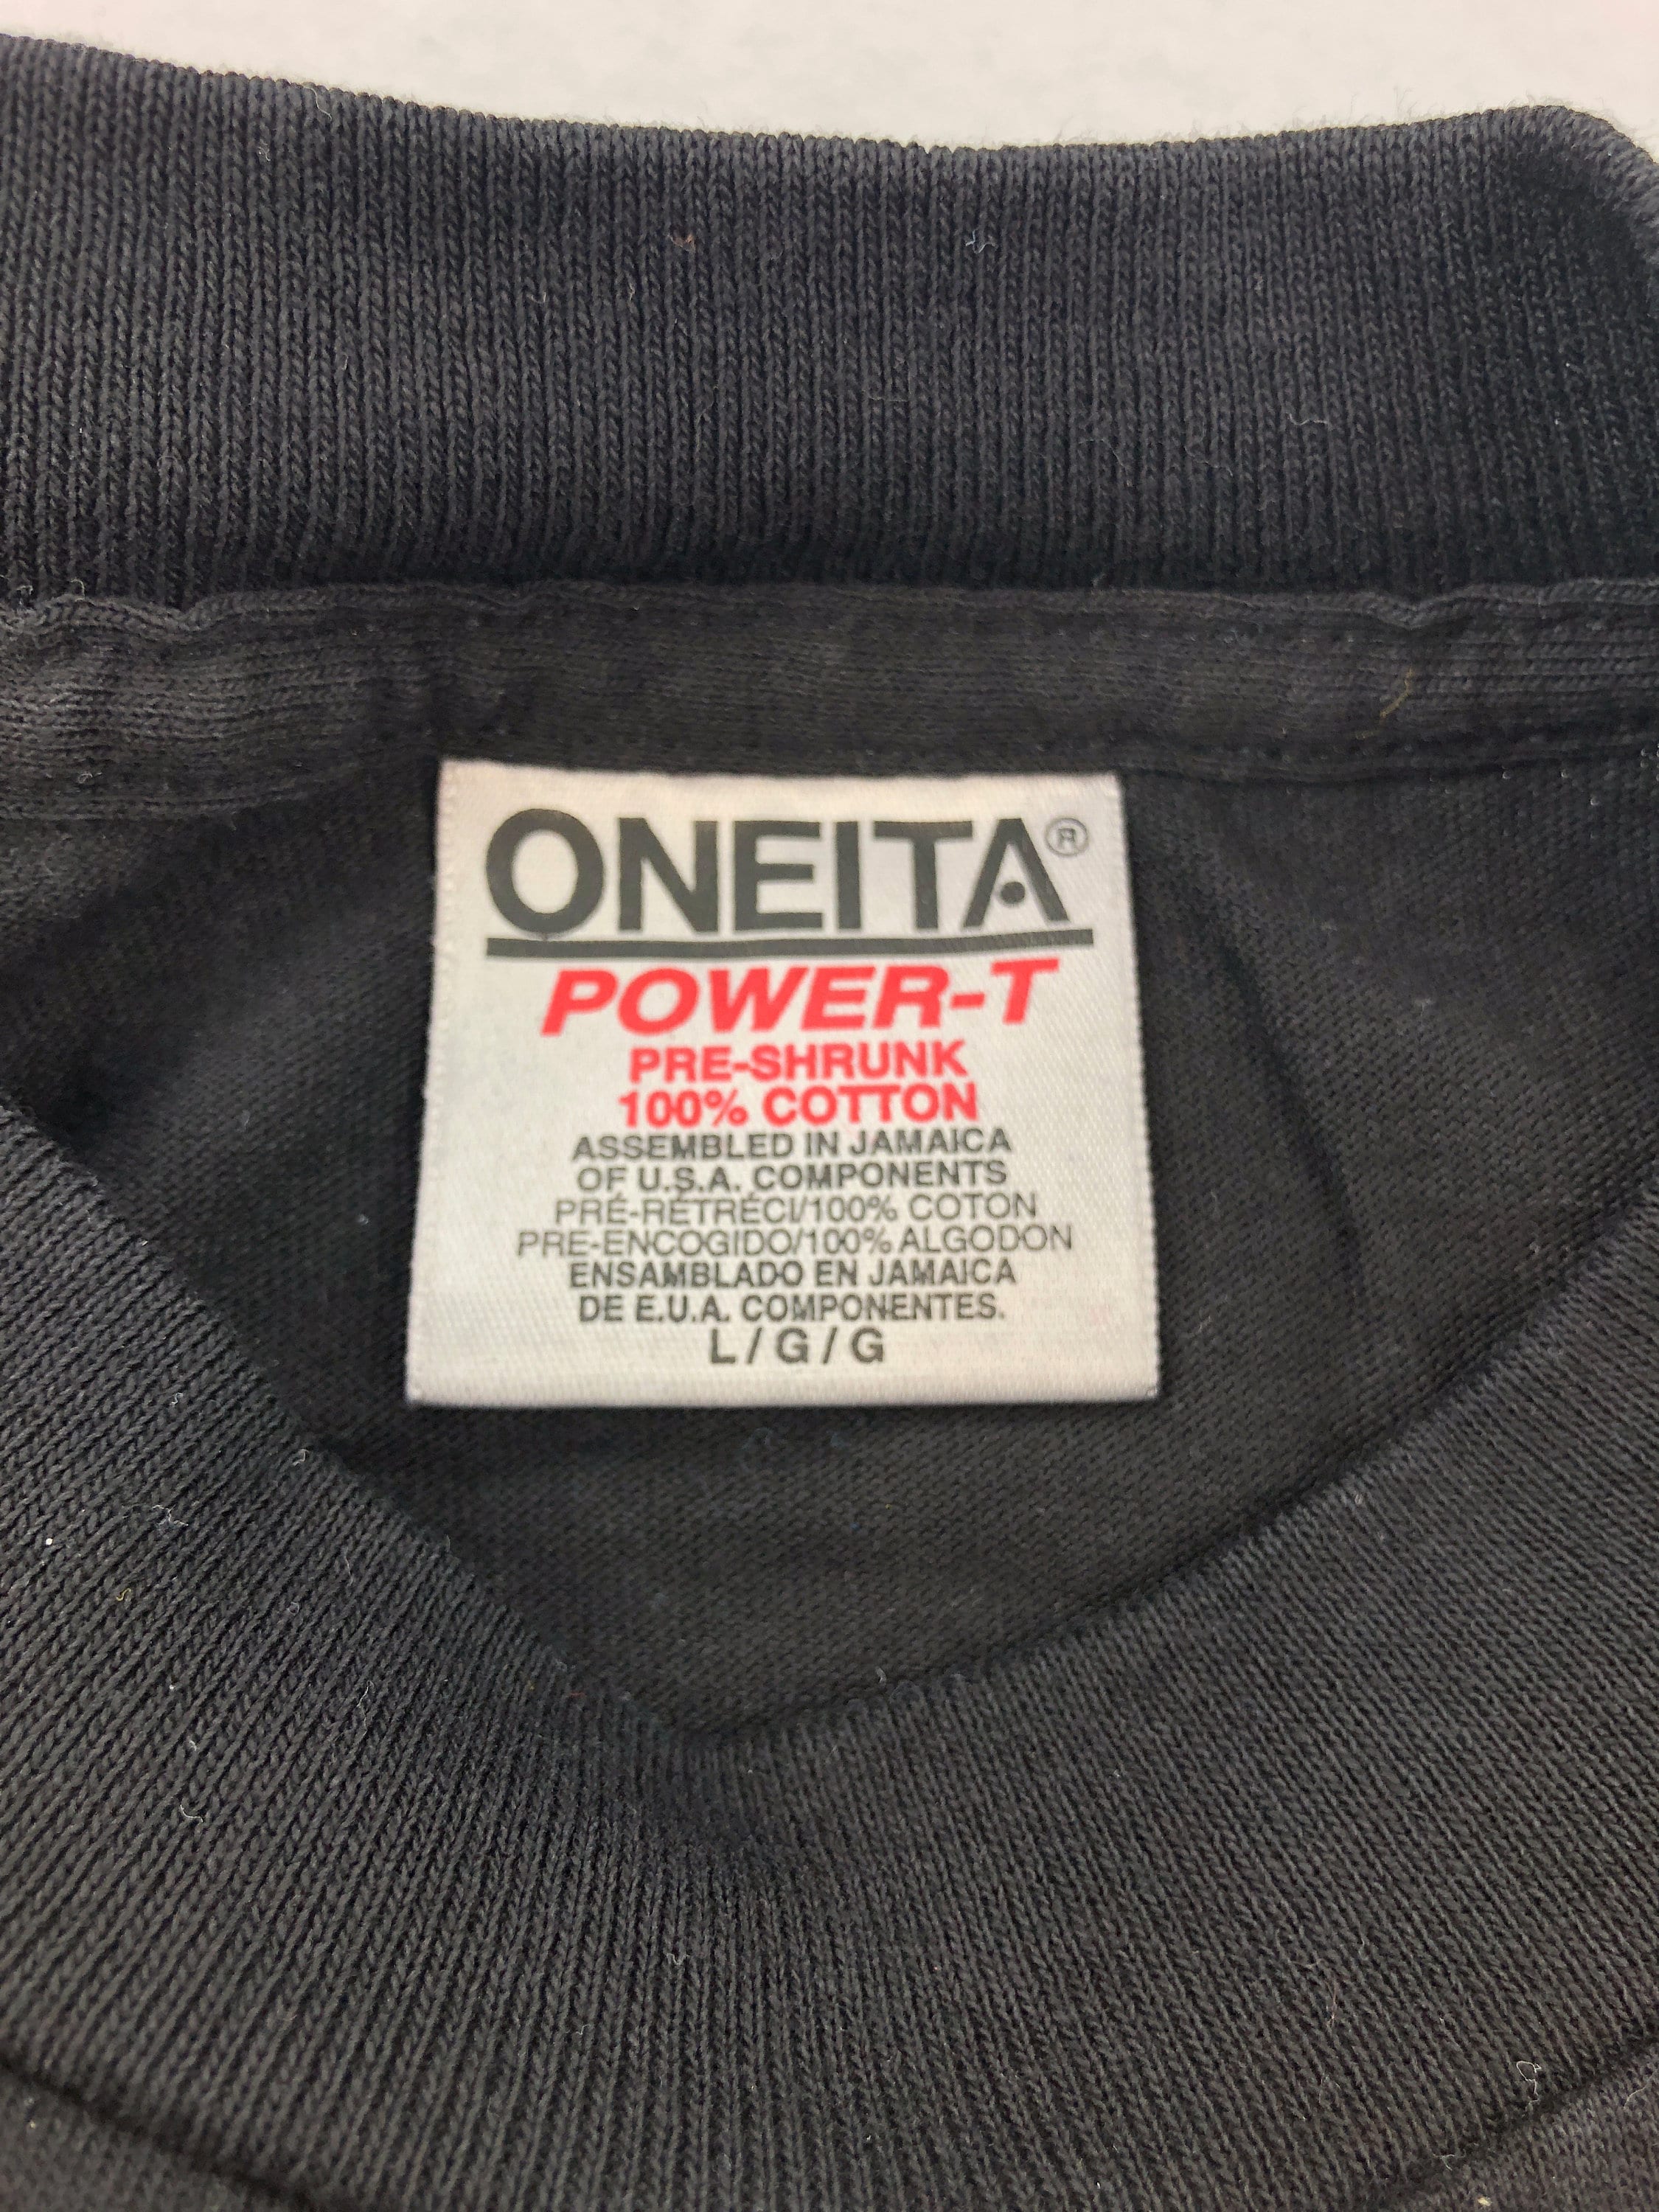 ONEITA®
POWER-T
PRE-SHRUNK
100% COTTON
ASSEMBLED IN JAMAICA
OF U.S.A. COMPONENTS
PRÉ-RÉTRÉCI/100% COTON
PRE-ENCOGIDO/100% ALGODON
ENSAMBLADO EN JAMAICA
DE E.U.A. COMPONENTES.
L/G/G